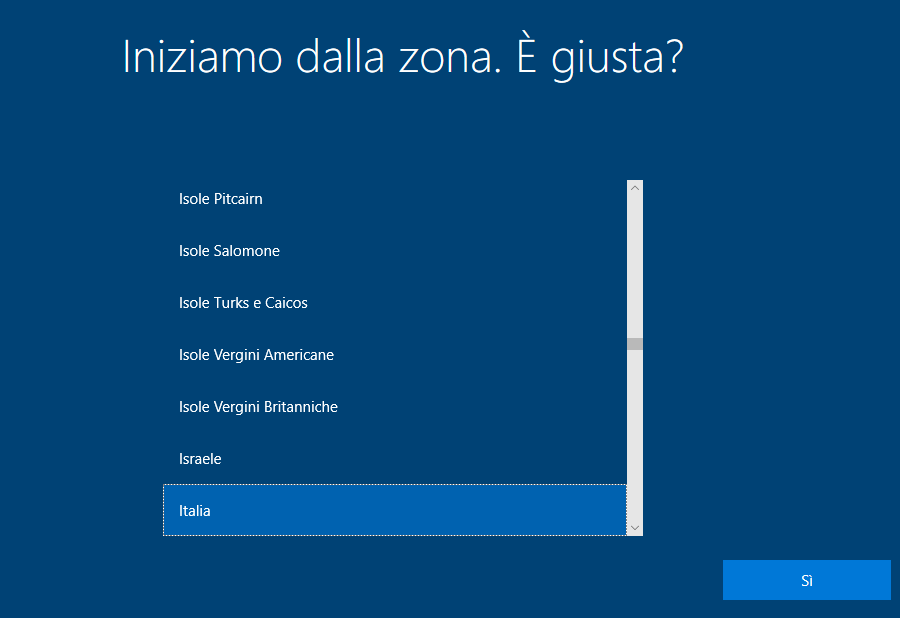 Iniziamo dalla zona. È giusta?
Isole Pitcairn
Isole Salomone
Isole Turks e Caicos
Isole Vergini Americane
Isole Vergini Britanniche
Israele
Italia
Sì